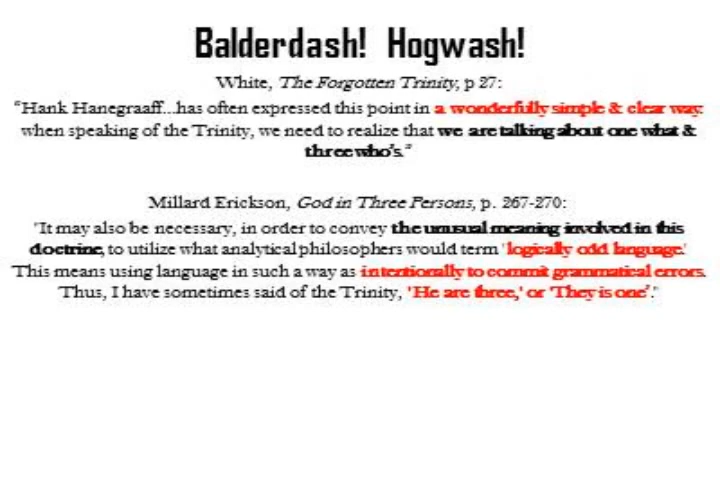 Balderdash! Hogwash!
White, The Forgotten Trinity, p 27:
"Hank Hanegraaff...has often expressed this point in a wonderfully simple & clear way:
when speaking of the Trinity, we need to realize that we are talking about one what &
three who's."
Millard Erickson, God in Three Persons, p. 267-270:
'It may also be necessary, in order to convey the unusual meaning involved in this
doctrine, to utilize what analytical philosophers would term 'logically odd language.'
This means using language in such a way as intentionally to commit grammatical errors.
Thus, I have sometimes said of the Trinity, 'He are three,' or 'They is one'."